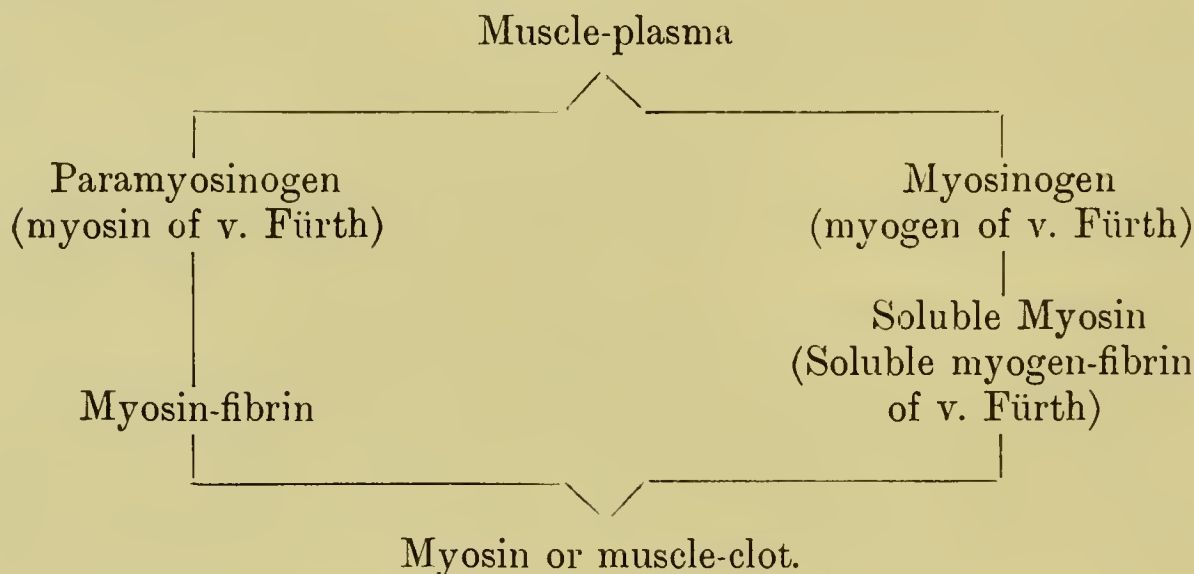 Muscle-plasma
Paramyosinogen
(myosin of v. Fürth)
Myosin-fibrin
Myosinogen
(myogen of v. Fürth)
Soluble Myosin
(Soluble myogen-fibrin
of v. Fürth)
Myosin or muscle-clot.